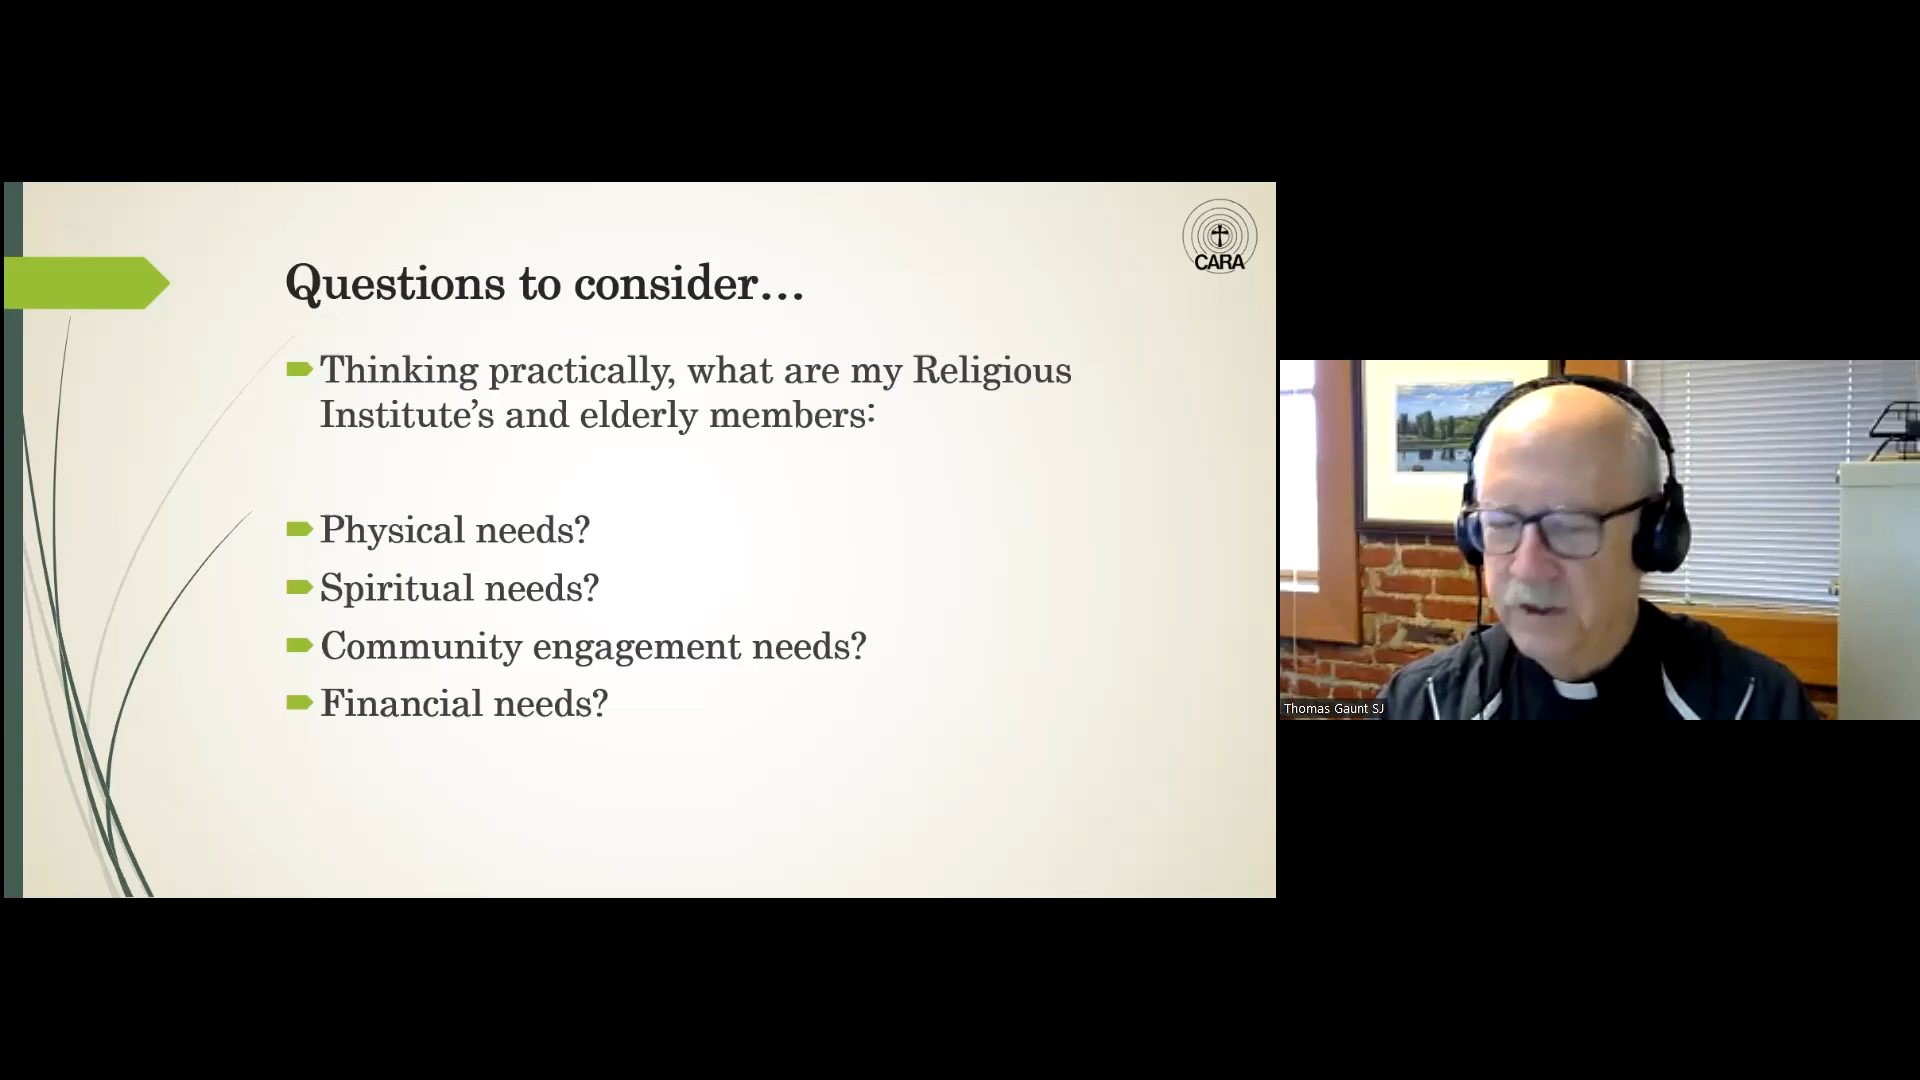 CARA
Questions to consider...
Thinking practically, what are my Religious
Institute’s and elderly members:
Physical needs?
Spiritual needs?
Community engagement needs?
Financial needs?
Thomas Gaunt SJ